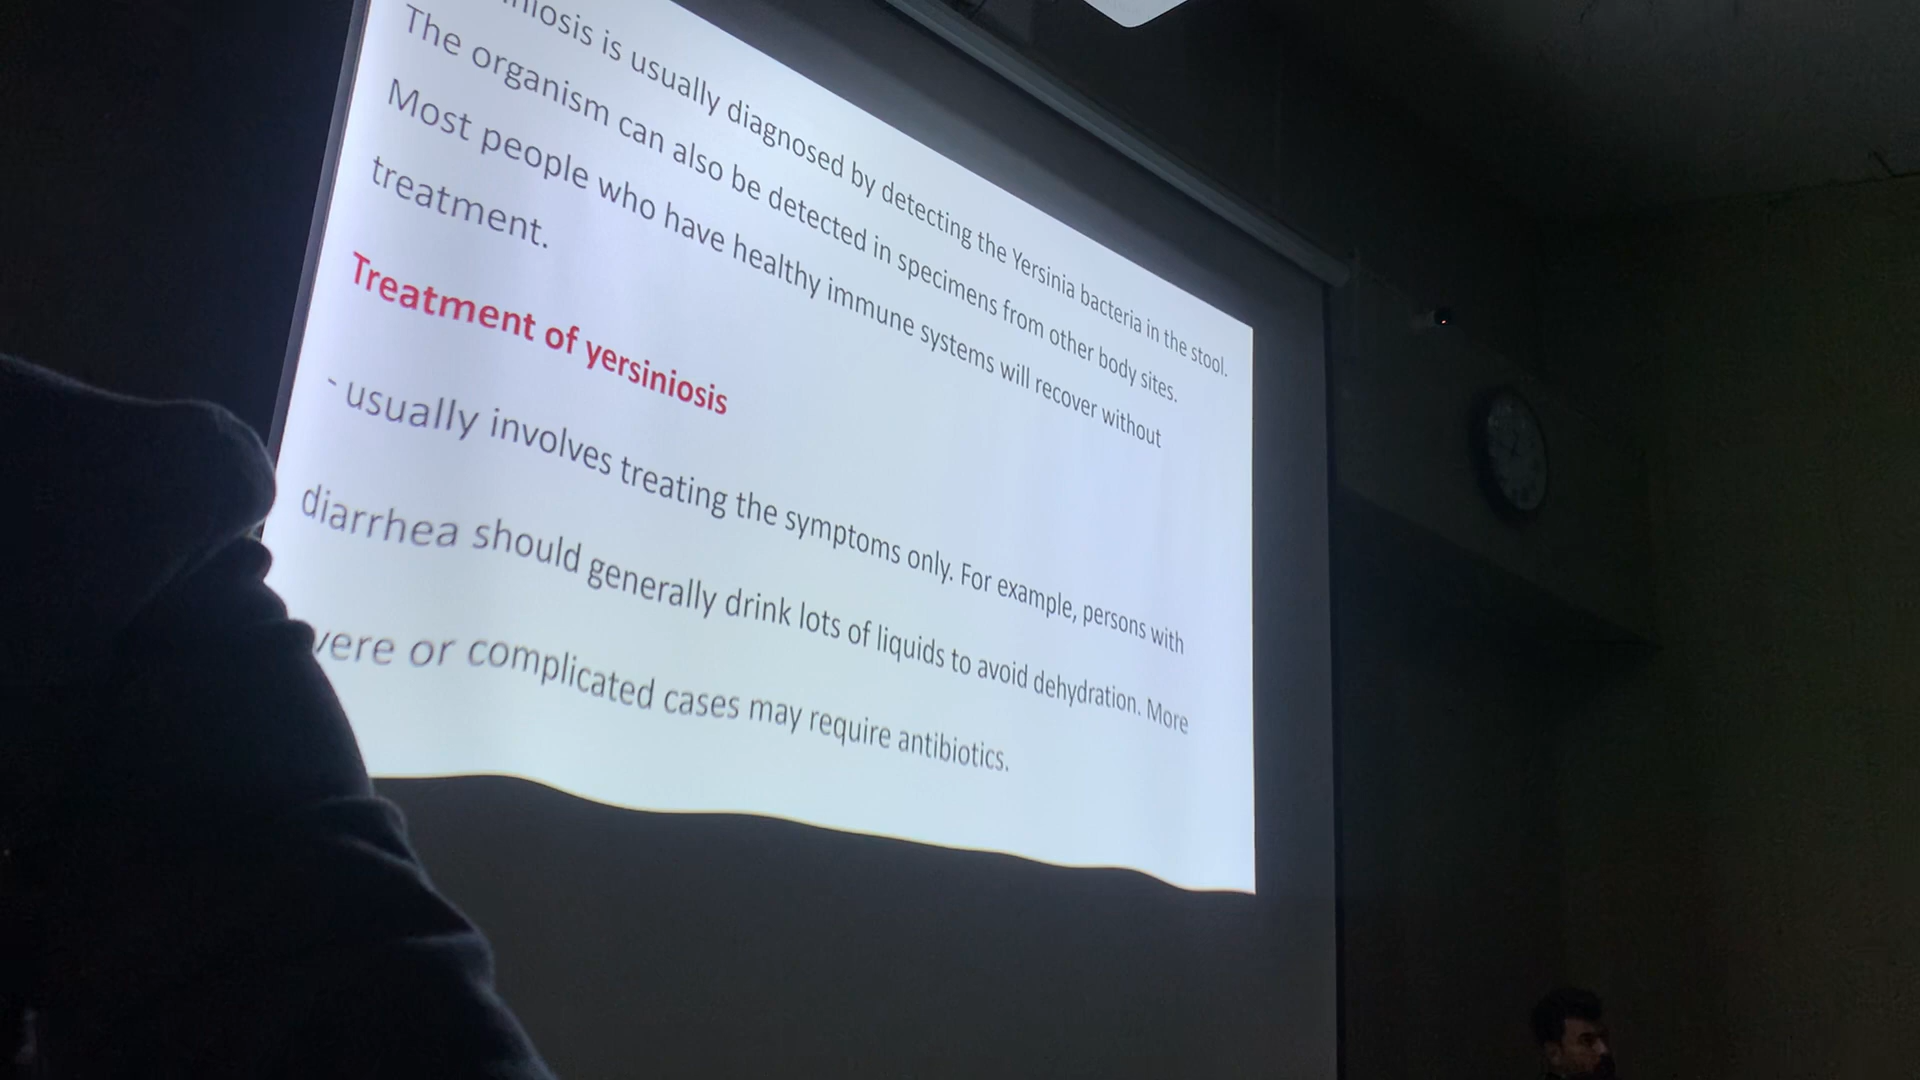 is usually diagnosed by detecting the Yersinia bacteria in the stool.
The organism can also be detected in specimens from other body sites.
Most people who have healthy immune systems will recover without
treatment.
Treatment of yersiniosis
- usually involves treating the symptoms only. For example, persons with
diarrhea should generally drink lots of liquids to avoid dehydration. More
or complicated cases may require antibiotics.